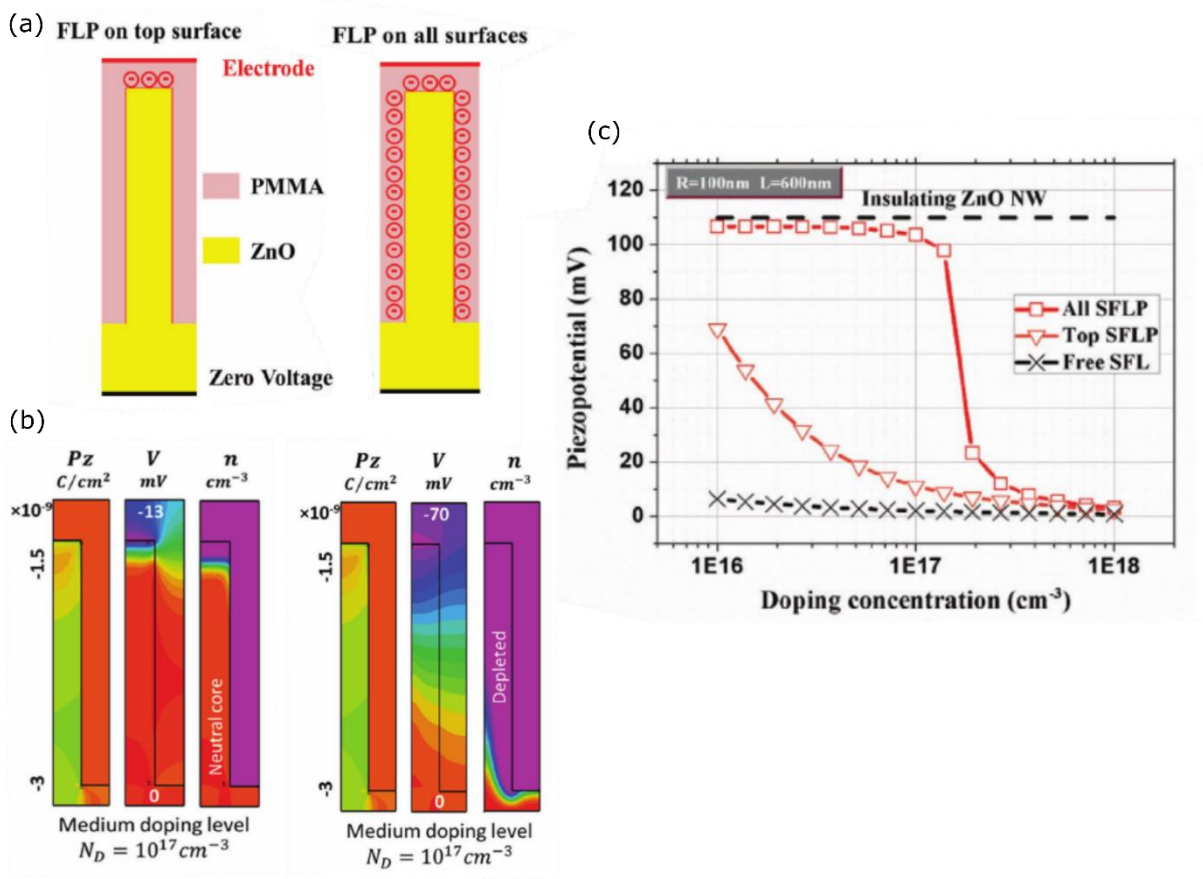 (a)
FLP on top surface
FLP on all surfaces
Electrode
PMMA
ZnO
Zero Voltage
(b)
Pz V n
C/cm² mV cm⁻³
×10⁻⁹
-13
-1.5
Neutral core
-3
0
Medium doping level
N_D = 10¹⁷cm⁻³
Pz V n
C/cm² mV cm⁻³
×10⁻⁹
-70
-1.5
Depleted
-3
0
Medium doping level
N_D = 10¹⁷cm⁻³
(c)
R=100nm L=600nm
Insulating ZnO NW
All SFLP
Top SFLP
Free SFL
Piezopotential (mV)
120
100
80
60
40
20
0
1E16 1E17 1E18
Doping concentration (cm⁻³)